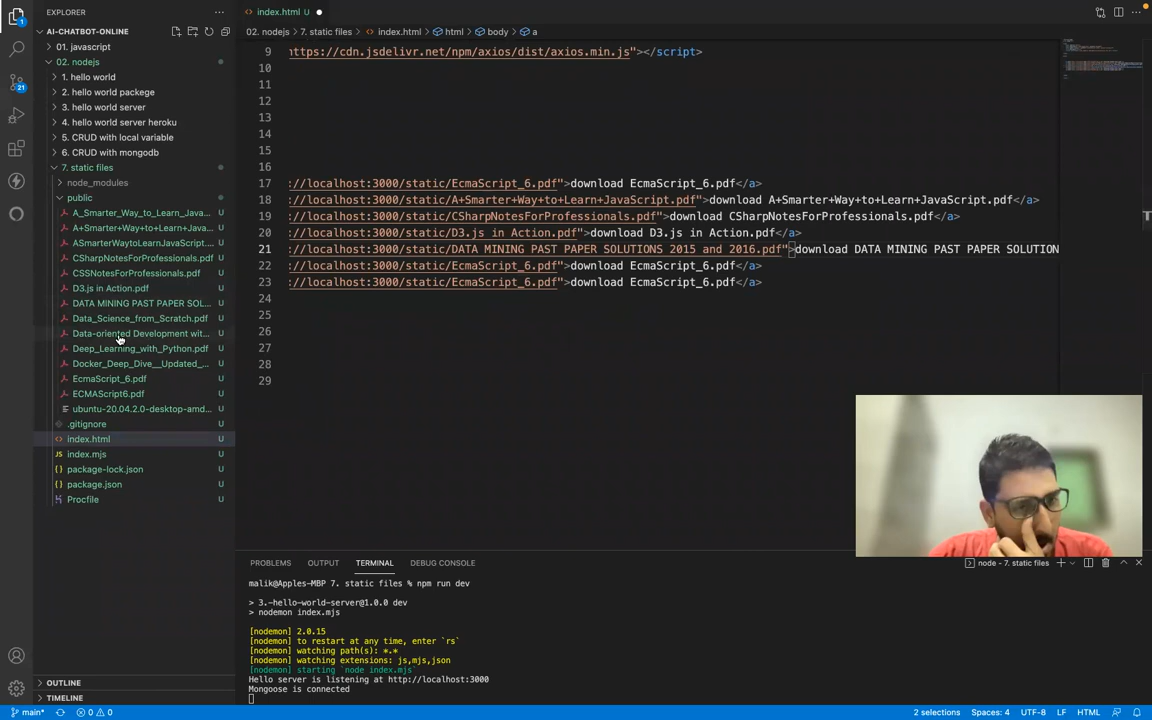 EXPLORER
index.html U
AI-CHATBOT-ONLINE
02. nodejs > 7. static files > index.html > html > body > a
01. javascript
02. nodejs
1. hello world
2. hello world packege
3. hello world server
4. hello world server heroku
5. CRUD with local variable
6. CRUD with mongodb
7. static files
node_modules
public
A_Smarter_Way_to_Learn_Java... U
A+Smarter+Way+to+Learn+Java... U
ASmarterWaytoLearnJavaScript.... U
CSharpNotesForProfessionals.pdf U
CSSNotesForProfessionals.pdf U
D3.js in Action.pdf U
DATA MINING PAST PAPER SOL... U
Data_Science_from_Scratch.pdf U
Data-oriented Development wit... U
Deep_Learning_with_Python.pdf U
Docker_Deep_Dive__Updated_... U
EcmaScript_6.pdf U
ECMAScript6.pdf U
ubuntu-20.04.2.0-desktop-amd... U
.gitignore U
index.html U
index.mjs U
package-lock.json U
package.json U
Procfile U
OUTLINE
TIMELINE
9 https://cdn.jsdelivr.net/npm/axios/dist/axios.min.js"></script>
10
11
12
13
14
15
16
17 ://localhost:3000/static/EcmaScript_6.pdf">download EcmaScript_6.pdf</a>
18 ://localhost:3000/static/A+Smarter+Way+to+Learn+JavaScript.pdf">download A+Smarter+Way+to+Learn+JavaScript.pdf</a>
19 ://localhost:3000/static/CSharpNotesForProfessionals.pdf">download CSharpNotesForProfessionals.pdf</a>
20 ://localhost:3000/static/D3.js in Action.pdf">download D3.js in Action.pdf</a>
21 ://localhost:3000/static/DATA MINING PAST PAPER SOLUTIONS 2015 and 2016.pdf">download DATA MINING PAST PAPER SOLUTION
22 ://localhost:3000/static/EcmaScript_6.pdf">download EcmaScript_6.pdf</a>
23 ://localhost:3000/static/EcmaScript_6.pdf">download EcmaScript_6.pdf</a>
24
25
26
27
28
29
PROBLEMS OUTPUT TERMINAL DEBUG CONSOLE
node - 7. static files
malik@Apples-MBP 7. static files % npm run dev
> 3.-hello-world-server@1.0.0 dev
> nodemon index.mjs
[nodemon] 2.0.15
[nodemon] to restart at any time, enter `rs`
[nodemon] watching path(s): *.*
[nodemon] watching extensions: js,mjs,json
[nodemon] starting `node index.mjs`
Hello server is listening at http://localhost:3000
Mongoose is connected
main* 0 0
2 selections Spaces: 4 UTF-8 LF HTML
1
21